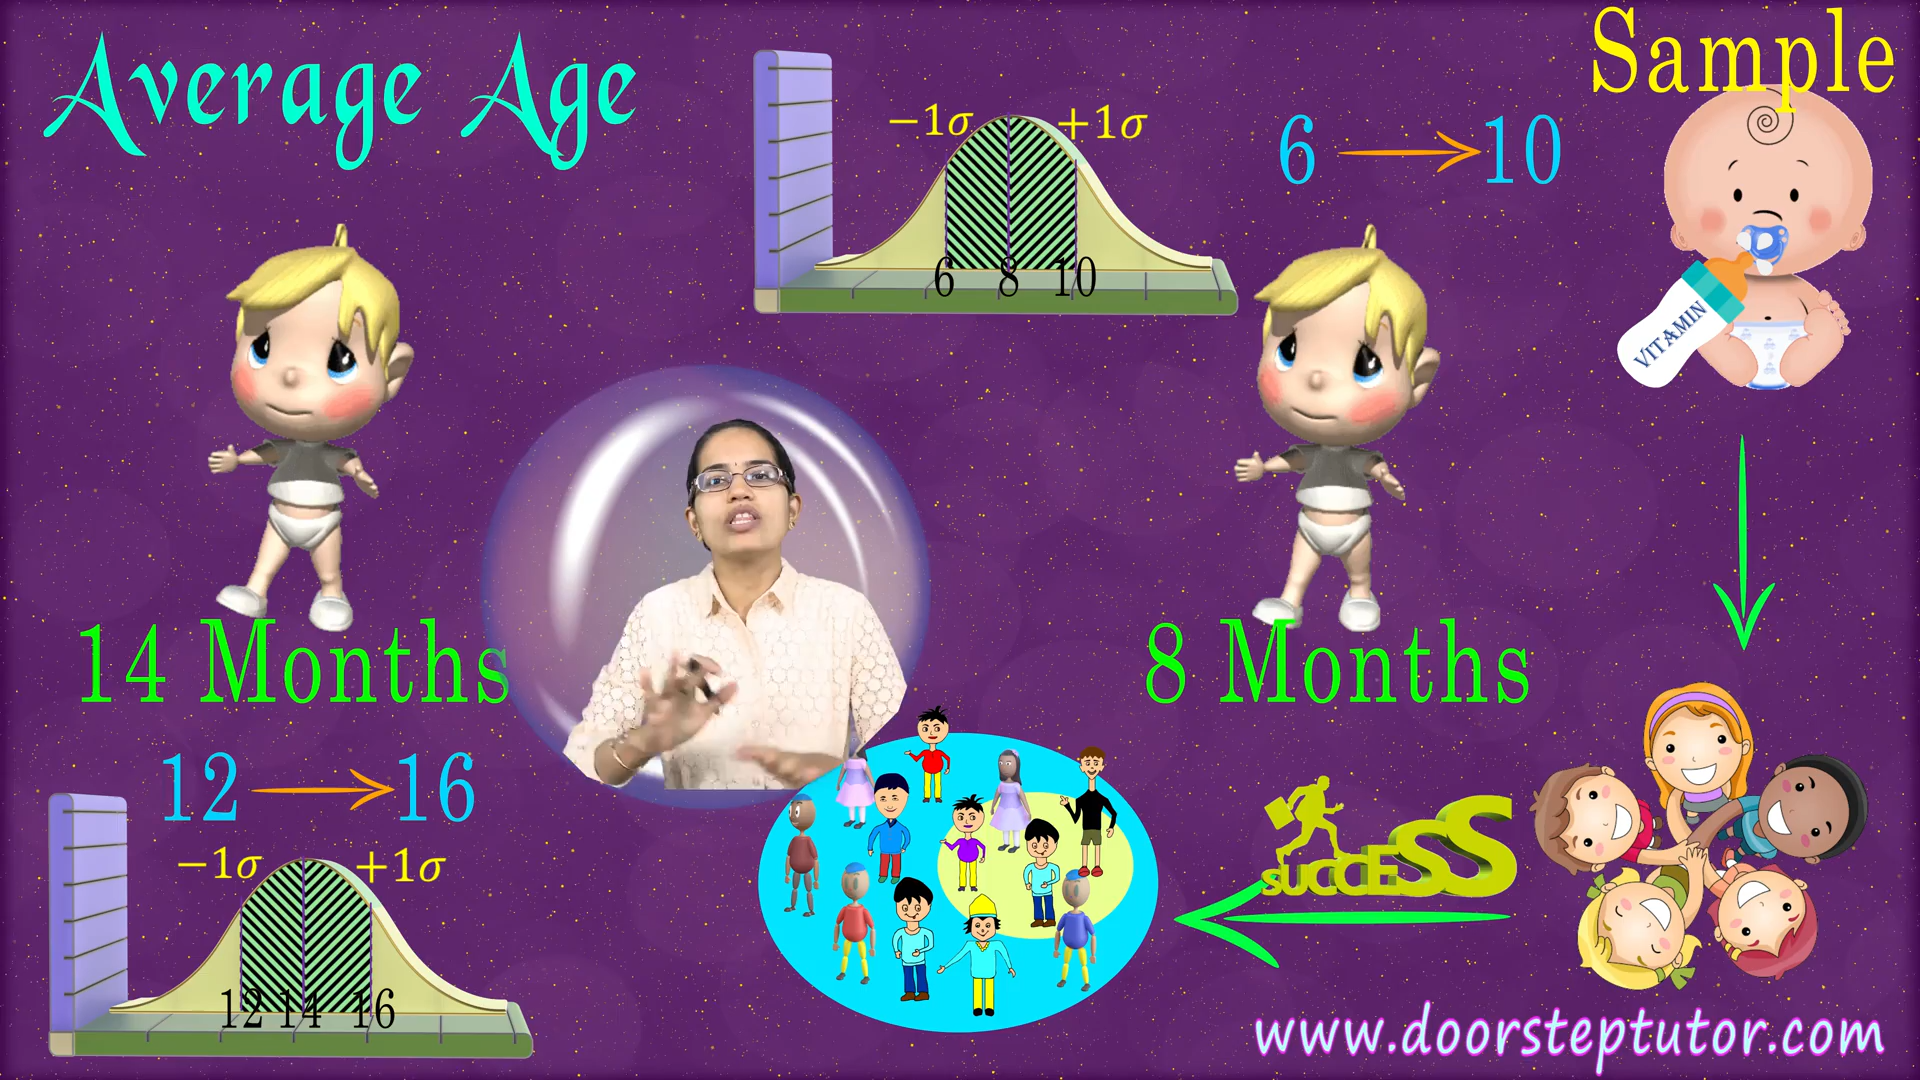 Average Age
Sample
−1σ +1σ
6 → 10
6 8 10
VITAMIN
14 Months
8 Months
12 → 16
−1σ +1σ
12 14 16
SUCCESS
www.doorsteptutor.com